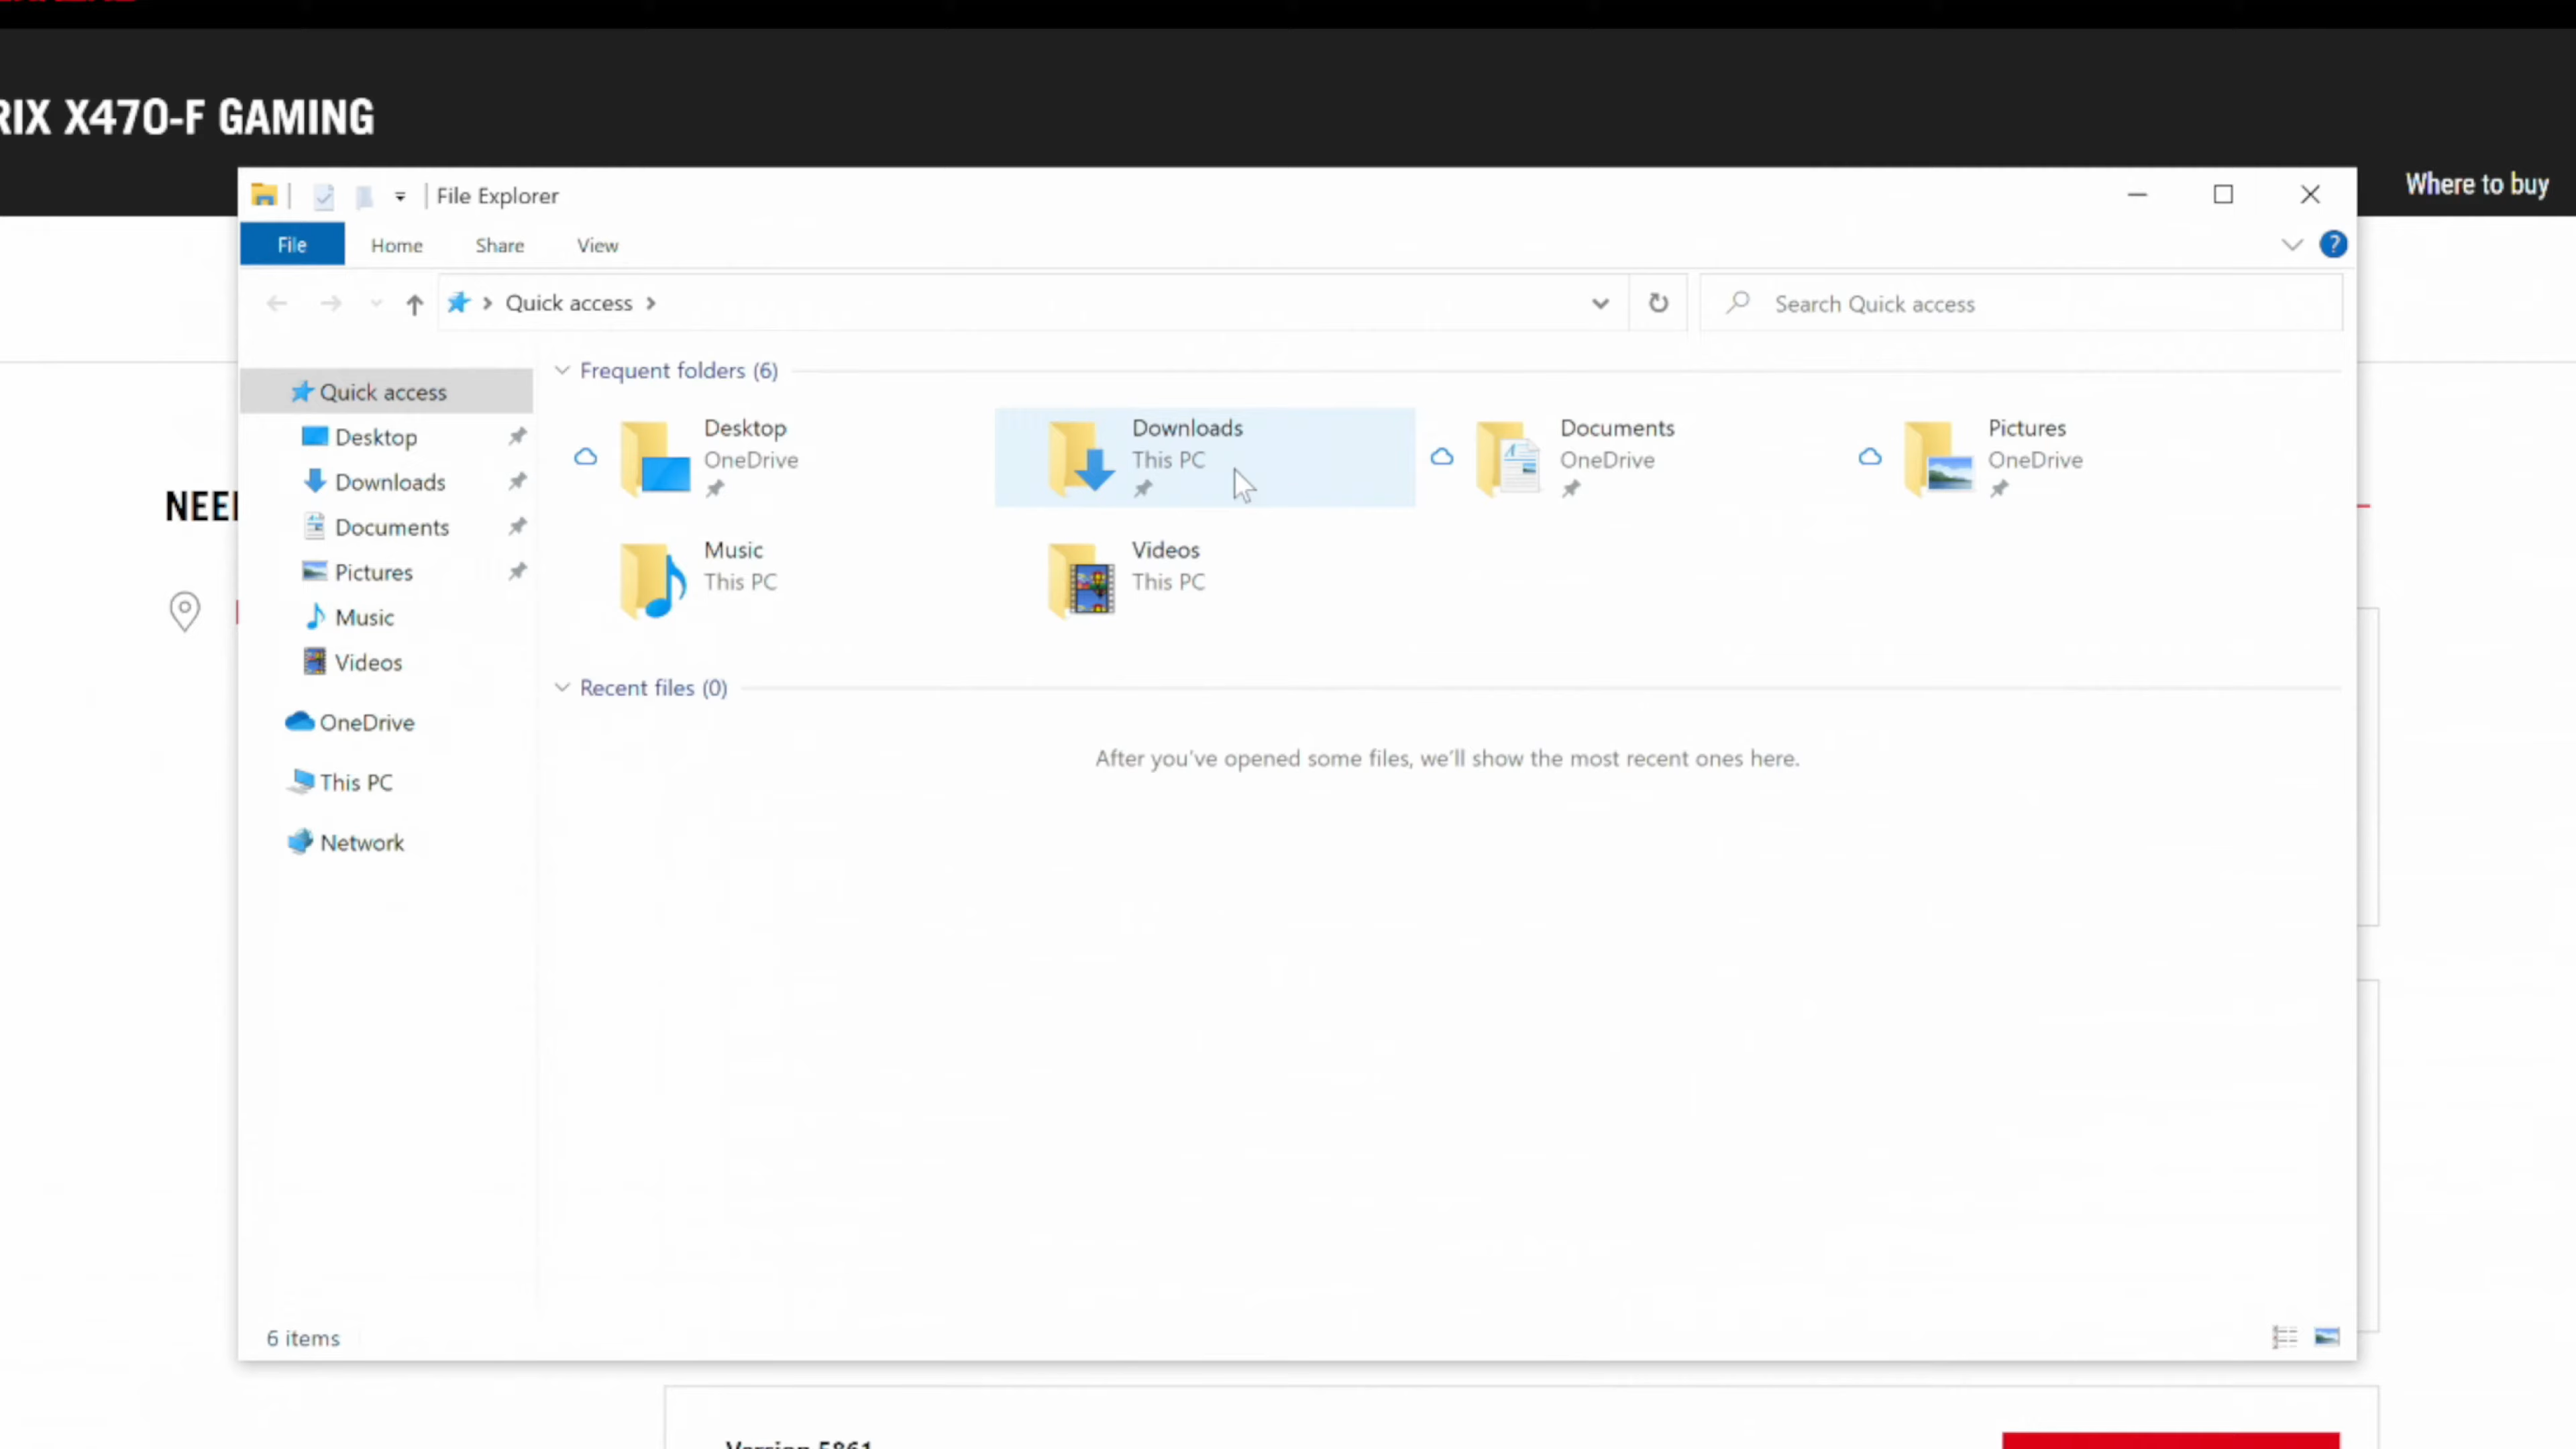 RIX X470-F GAMING
Where to buy
File Explorer
File Home Share View
Quick access
Search Quick access
Quick access
Desktop
Downloads
Documents
Pictures
Music
Videos
OneDrive
This PC
Network
Frequent folders (6)
Desktop
OneDrive
Downloads
This PC
Documents
OneDrive
Pictures
OneDrive
Music
This PC
Videos
This PC
Recent files (0)
After you've opened some files, we'll show the most recent ones here.
NEE
6 items
Version 5861